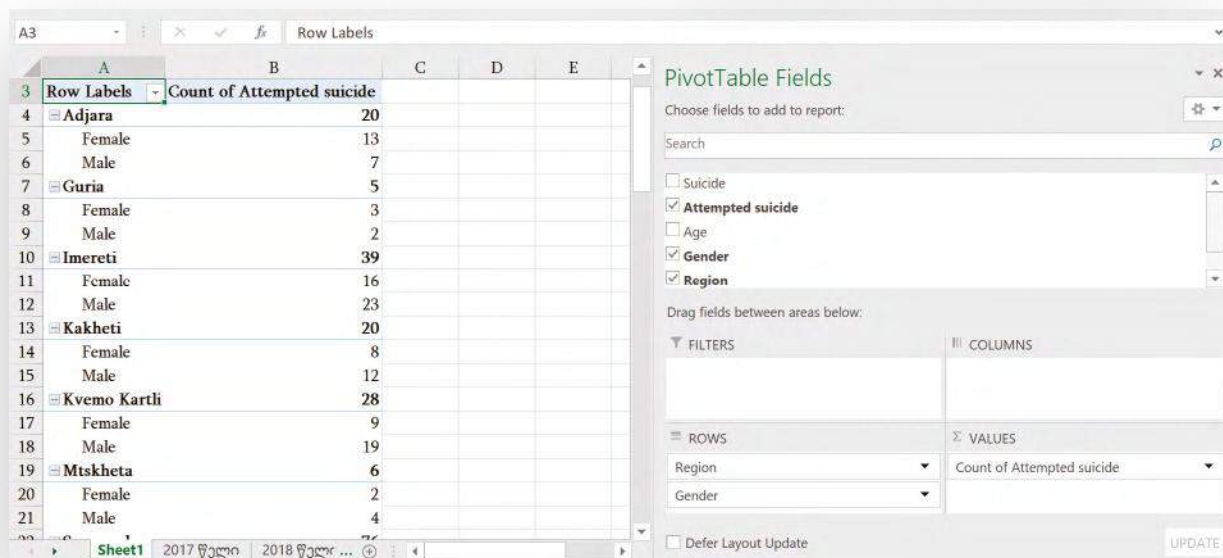 A3
fx
Row Labels
A B C D E
3 Row Labels Count of Attempted suicide
4 Adjara 20
5 Female 13
6 Male 7
7 Guria 5
8 Female 3
9 Male 2
10 Imereti 39
11 Female 16
12 Male 23
13 Kakheti 20
14 Female 8
15 Male 12
16 Kvemo Kartli 28
17 Female 9
18 Male 19
19 Mtskheta 6
20 Female 2
21 Male 4
Sheet1 2017 წელი 2018 ...
PivotTable Fields
Choose fields to add to report:
Search
Suicide
Attempted suicide
Age
Gender
Region
Drag fields between areas below:
FILTERS
COLUMNS
ROWS
Region
Gender
Σ VALUES
Count of Attempted suicide
Defer Layout Update
UPDATE